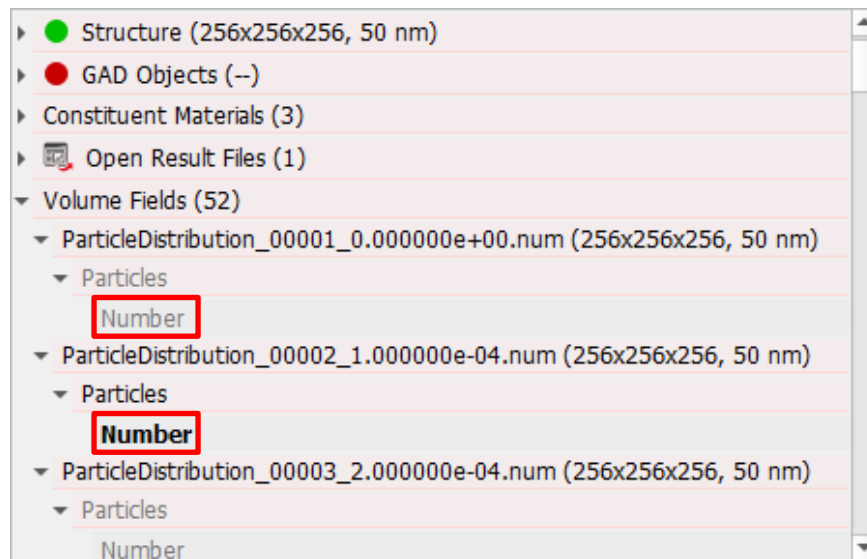 Structure (256x256x256, 50 nm)
GAD Objects (--)
Constituent Materials (3)
Open Result Files (1)
Volume Fields (52)
ParticleDistribution_00001_0.000000e+00.num (256x256x256, 50 nm)
Particles
Number
ParticleDistribution_00002_1.000000e-04.num (256x256x256, 50 nm)
Particles
Number
ParticleDistribution_00003_2.000000e-04.num (256x256x256, 50 nm)
Particles
Number